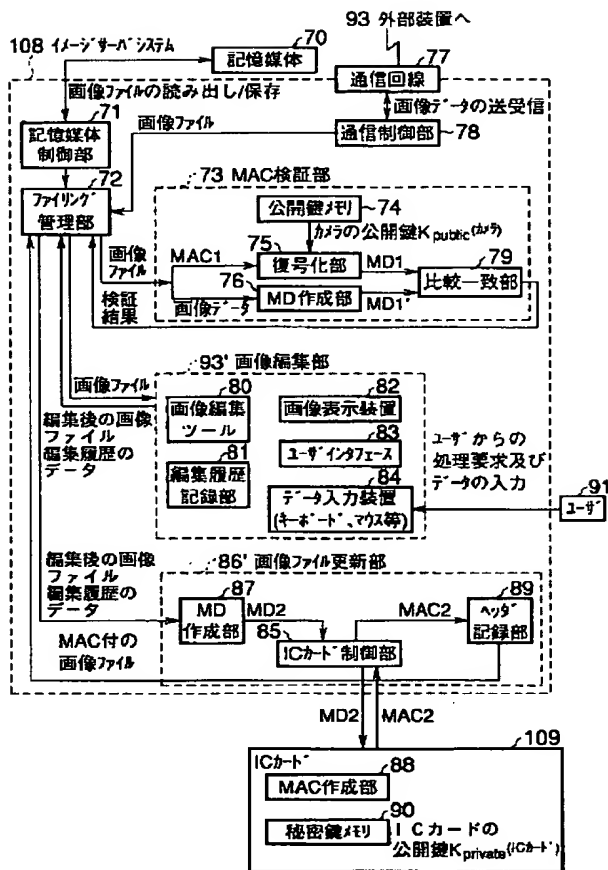 93 外部装置へ
108 イメージサーバシステム
70
記憶媒体
77
通信回線
画像ファイルの読み出し/保存
71
記憶媒体
制御部
画像ファイル
画像データの送受信
通信制御部
78
72
ファイリング
管理部
73 MAC検証部
公開鍵メモリ
74
カメラの公開鍵Kpublic(カメラ)
画像
ファイル
MAC1
75
復号化部
MD1
79
比較一致部
76
画像データ
MD作成部
MD1'
検証
結果
93' 画像編集部
画像ファイル
80
画像編集
ツール
82
画像表示装置
編集後の画像
ファイル
編集履歴の
データ
81
編集履歴
記録部
83
ユーザインタフェース
84
データ入力装置
(キーボード、マウス等)
ユーザからの
処理要求及び
データの入力
91
ユーザ
編集後の画像
ファイル
編集履歴の
データ
86' 画像ファイル更新部
87
MD
作成部
MD2
85
ICカード制御部
MAC2
89
ヘッダ
記録部
MAC付の
画像ファイル
MD2
MAC2
109
ICカード
88
MAC作成部
90
秘密鍵メモリ
ICカードの
公開鍵Kprivate(ICカード)